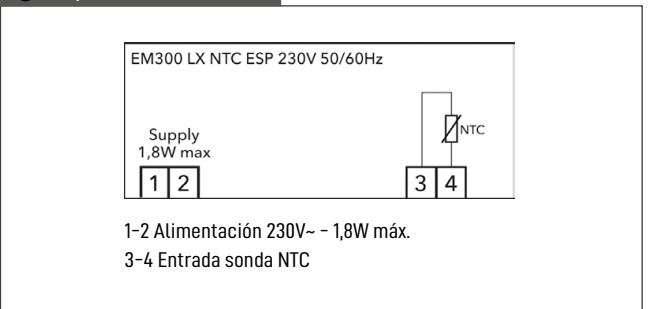 EM300 LX NTC ESP 230V 50/60Hz
NTC
Supply
1,8W max
1 2
3 4
1-2 Alimentación 230V~ - 1,8W máx.
3-4 Entrada sonda NTC